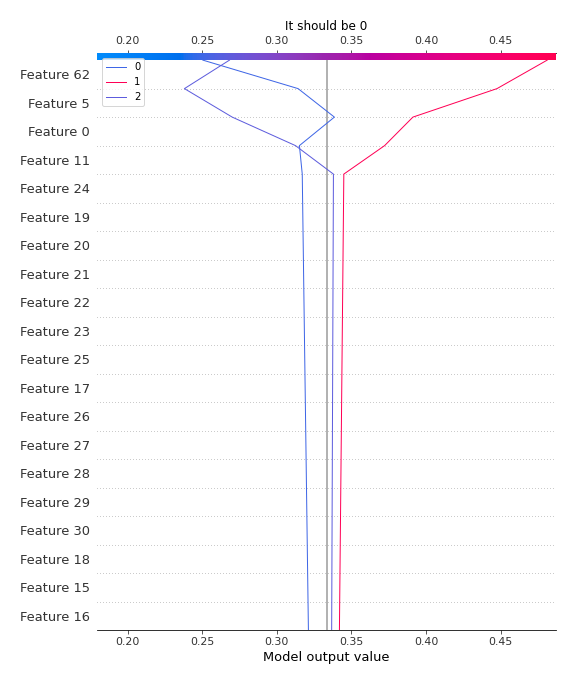 It should be 0
0.20 0.25 0.30 0.35 0.40 0.45
0
1
2
Feature 62
Feature 5
Feature 0
Feature 11
Feature 24
Feature 19
Feature 20
Feature 21
Feature 22
Feature 23
Feature 25
Feature 17
Feature 26
Feature 27
Feature 28
Feature 29
Feature 30
Feature 18
Feature 15
Feature 16
0.20 0.25 0.30 0.35 0.40 0.45
Model output value